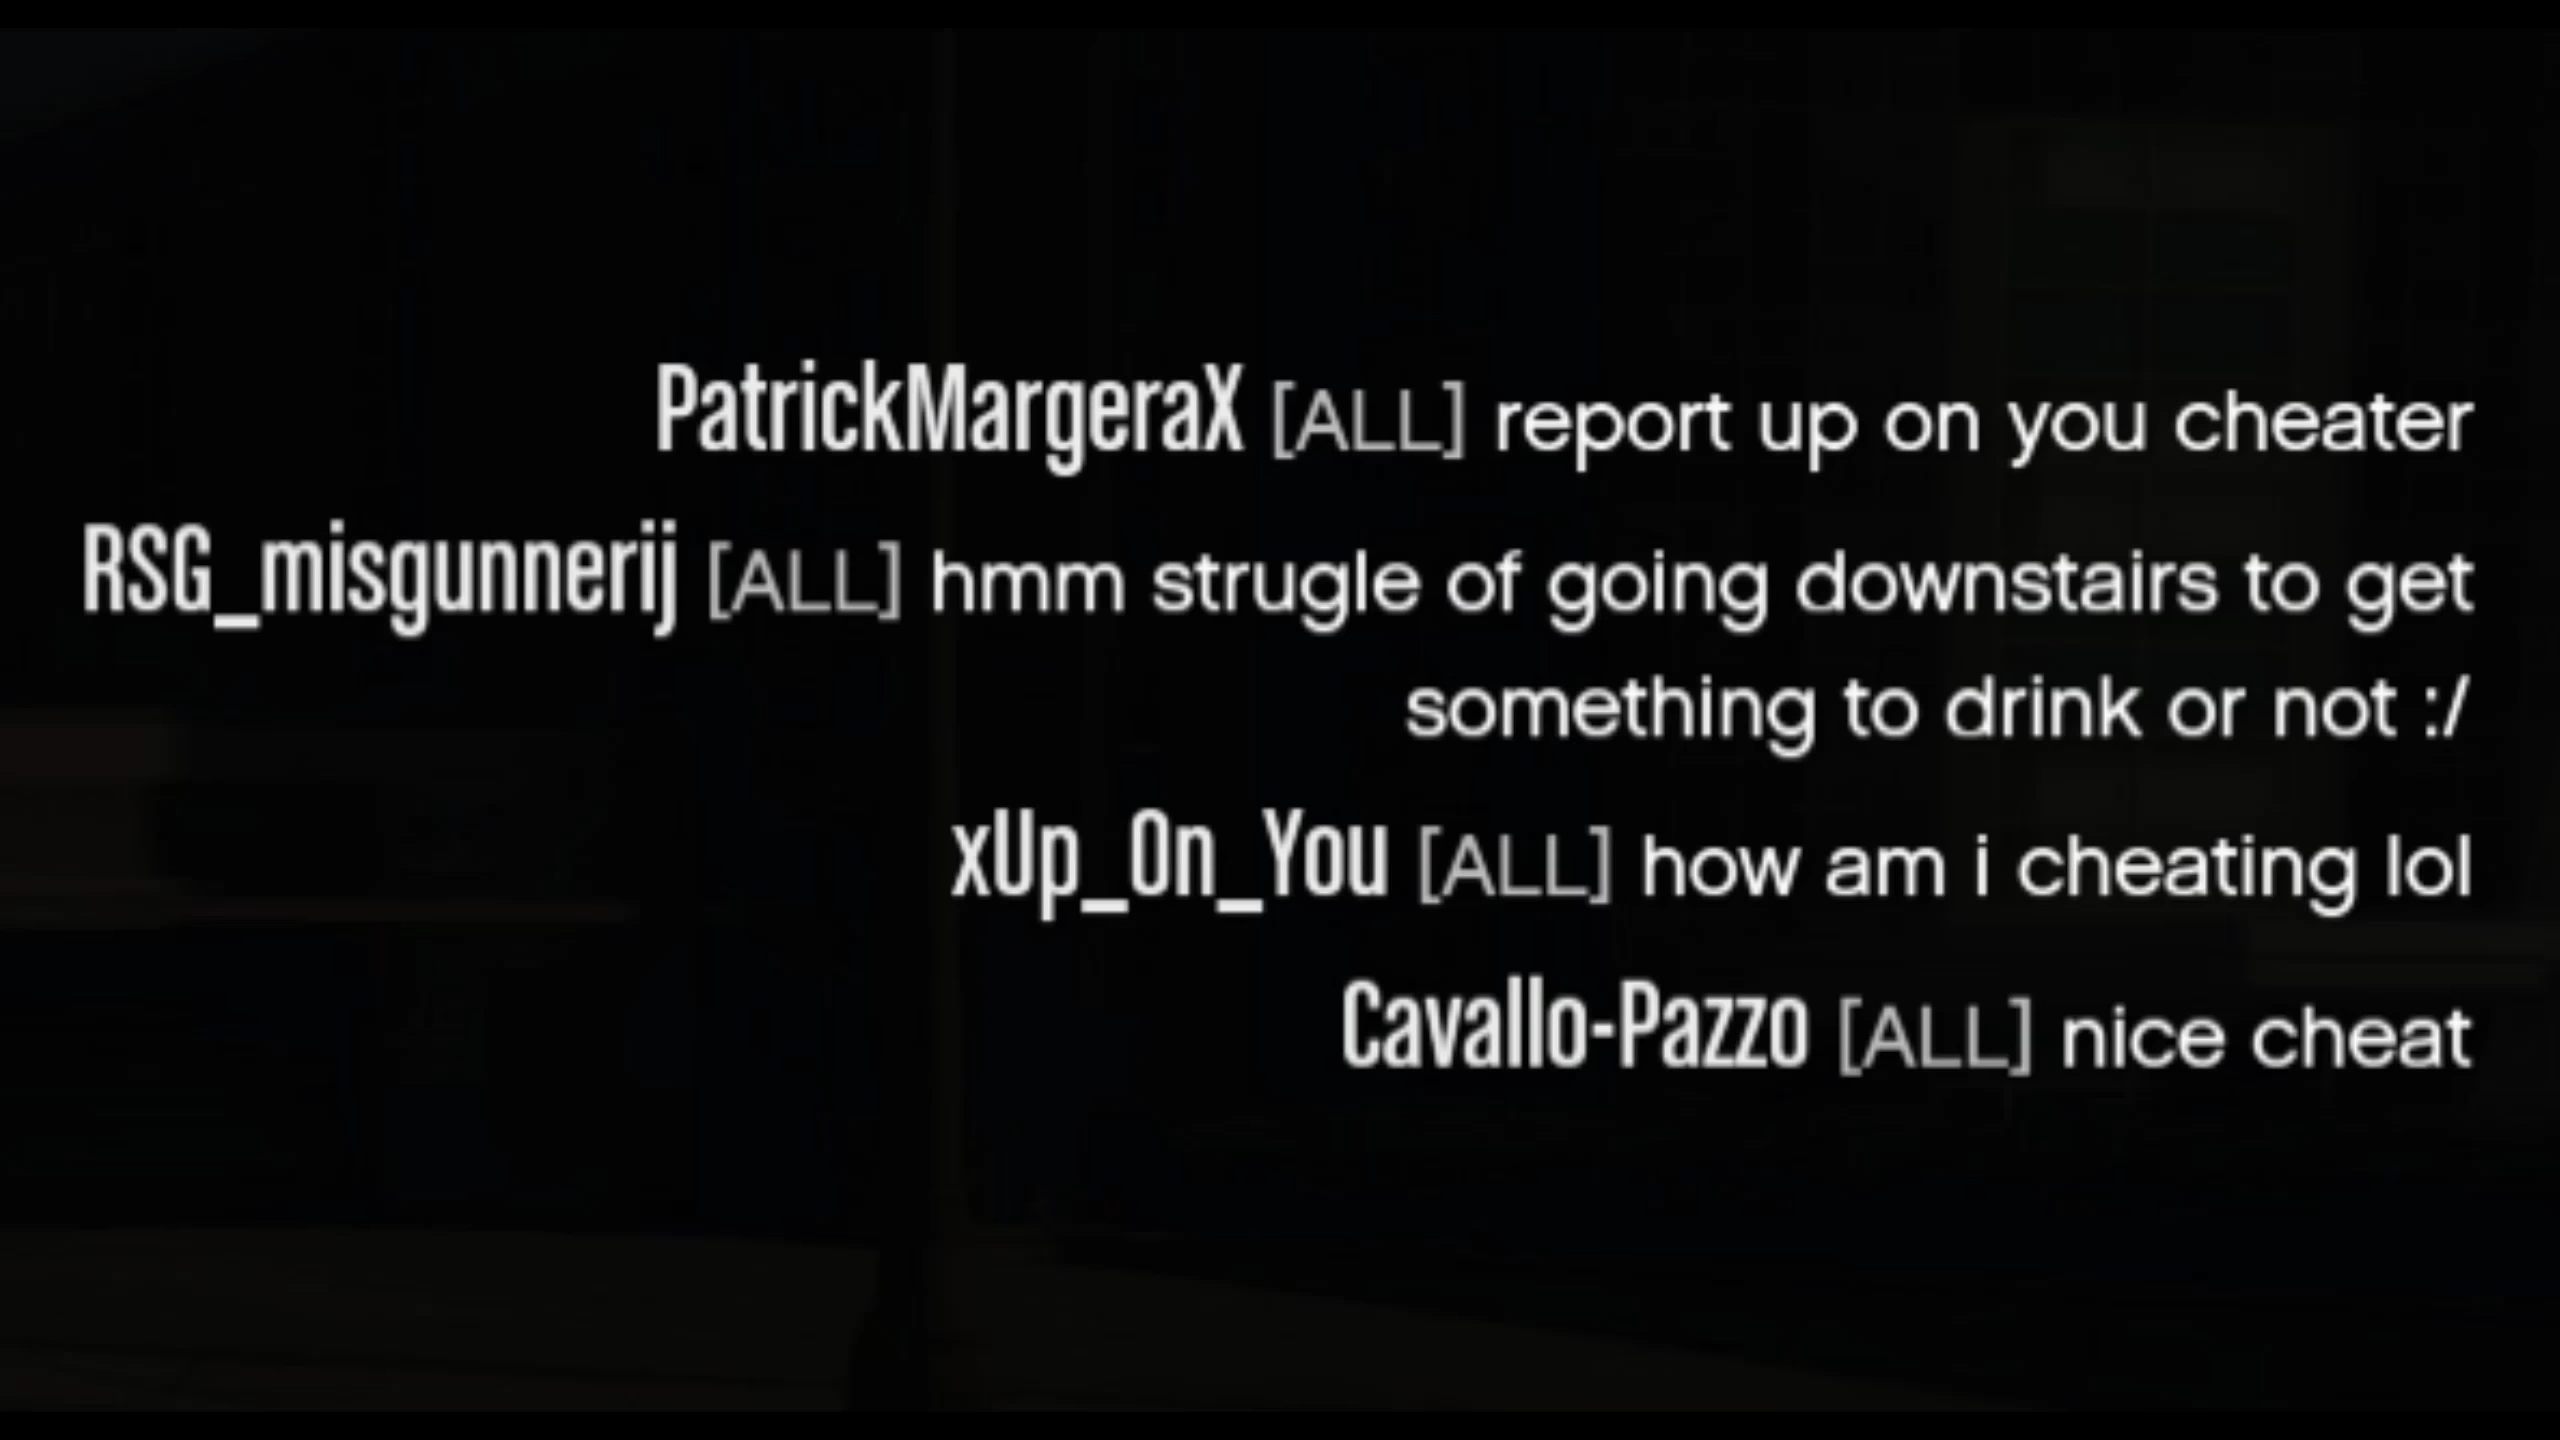 PatrickMargeraX [ALL] report up on you cheater
RSG_misgunnerij [ALL] hmm strugle of going downstairs to get
something to drink or not :/
xUp_On_You [ALL] how am i cheating lol
Cavallo-Pazzo [ALL] nice cheat